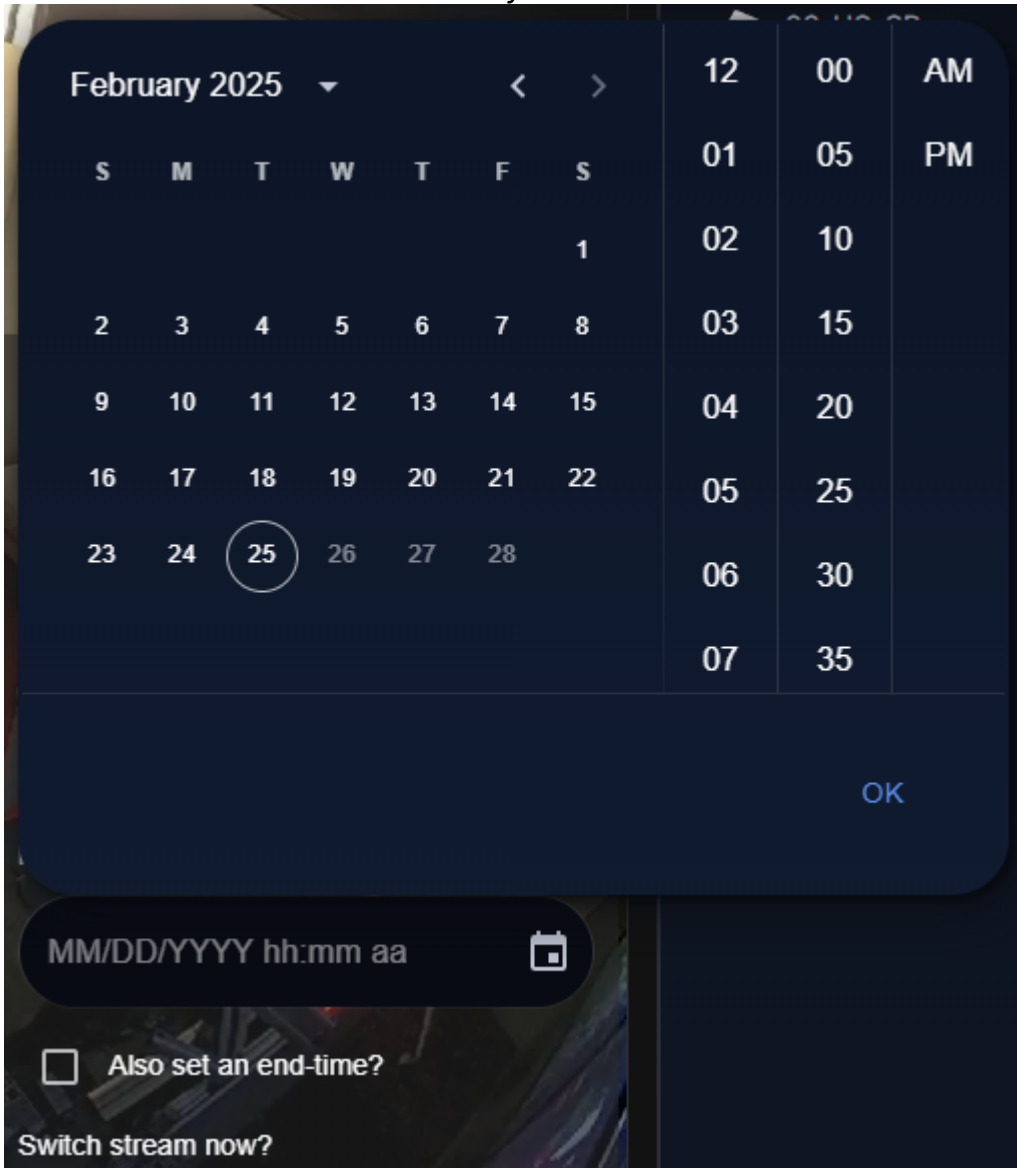 February 2025
S M T W T F S
1
2 3 4 5 6 7 8
9 10 11 12 13 14 15
16 17 18 19 20 21 22
23 24 25 26 27 28
12 00 AM
01 05 PM
02 10
03 15
04 20
05 25
06 30
07 35
OK
MM/DD/YYYY hh:mm aa
Also set an end-time?
Switch stream now?